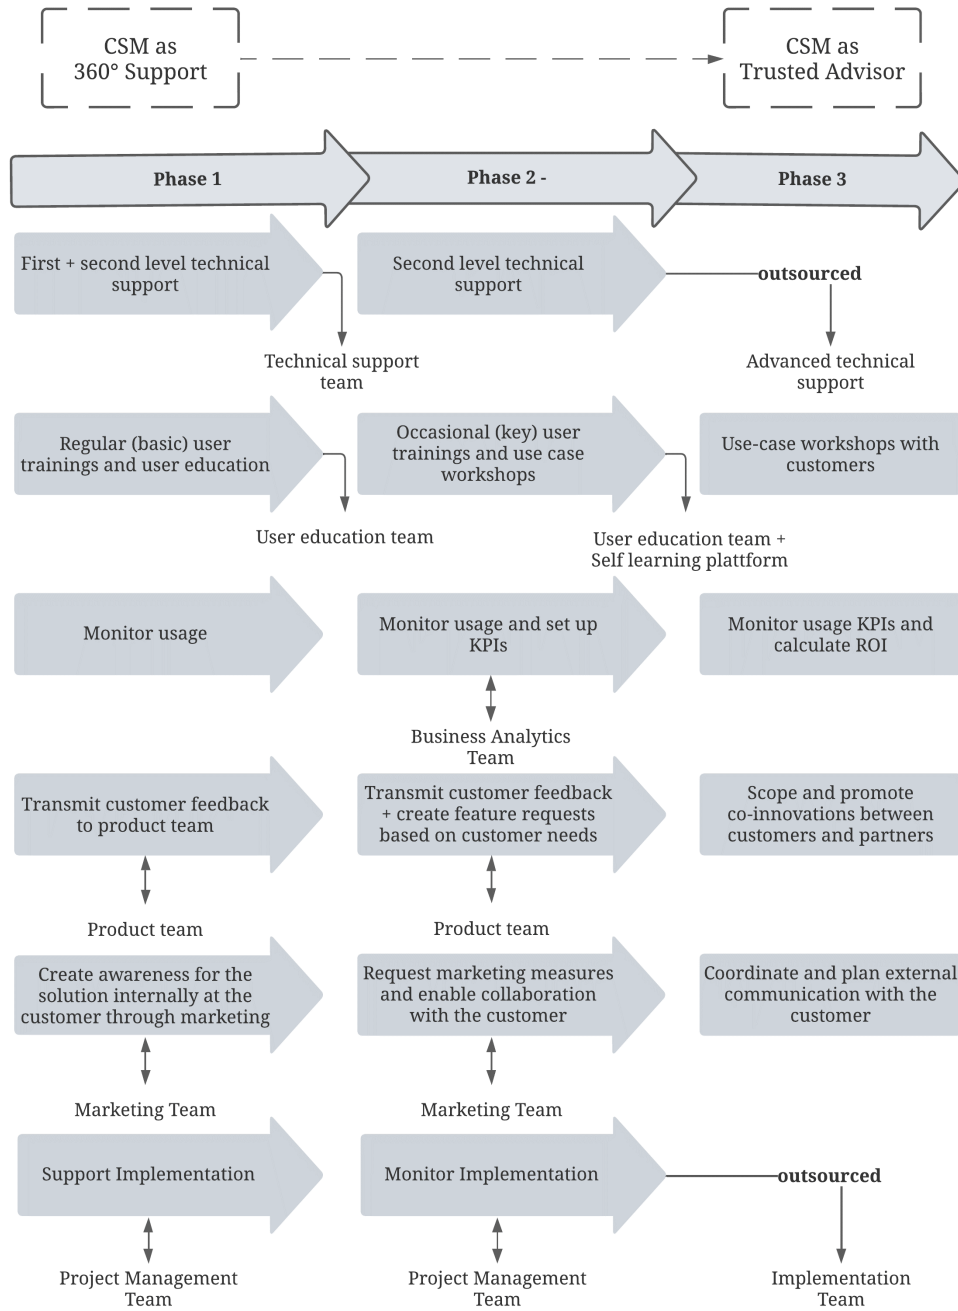 CSM as
360° Support
CSM as
Trusted Advisor
Phase 1
Phase 2 -
Phase 3
First + second level technical
support
Second level technical
support
outsourced
Technical support
team
Advanced technical
support
Regular (basic) user
trainings and user education
Occasional (key) user
trainings and use case
workshops
Use-case workshops with
customers
User education team
User education team +
Self learning plattform
Monitor usage
Monitor usage and set up
KPIs
Monitor usage KPIs and
calculate ROI
Business Analytics
Team
Transmit customer feedback
to product team
Transmit customer feedback
+ create feature requests
based on customer needs
Scope and promote
co-innovations between
customers and partners
Product team
Product team
Create awareness for the
solution internally at the
customer through marketing
Request marketing measures
and enable collaboration
with the customer
Coordinate and plan external
communication with the
customer
Marketing Team
Marketing Team
Support Implementation
Monitor Implementation
outsourced
Project Management
Team
Project Management
Team
Implementation
Team